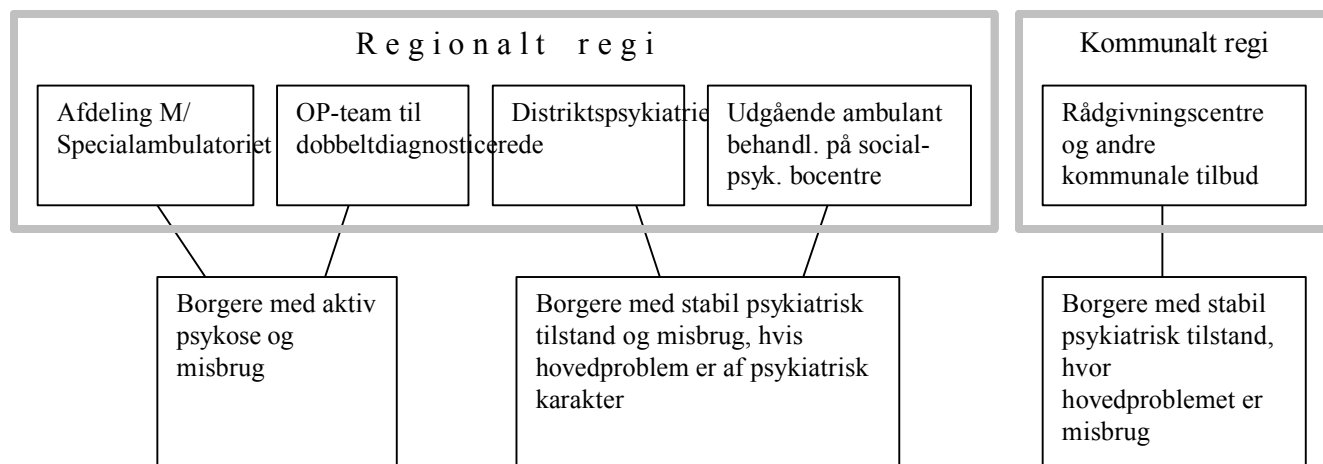 Regionalt regi
Kommunalt regi
Afdeling M/
Specialambulatoriet
OP-team til
dobbeltdiagnosticerede
Distriktspsykiatrie
Udgående ambulant
behandl. på social-
psyk. bocentre
Rådgivningscentre
og andre
kommunale tilbud
Borgere med aktiv
psykose og
misbrug
Borgere med stabil psykiatrisk
tilstand og misbrug, hvis
hovedproblem er af psykiatrisk
karakter
Borgere med stabil
psykiatrisk tilstand,
hvor
hovedproblemet er
misbrug